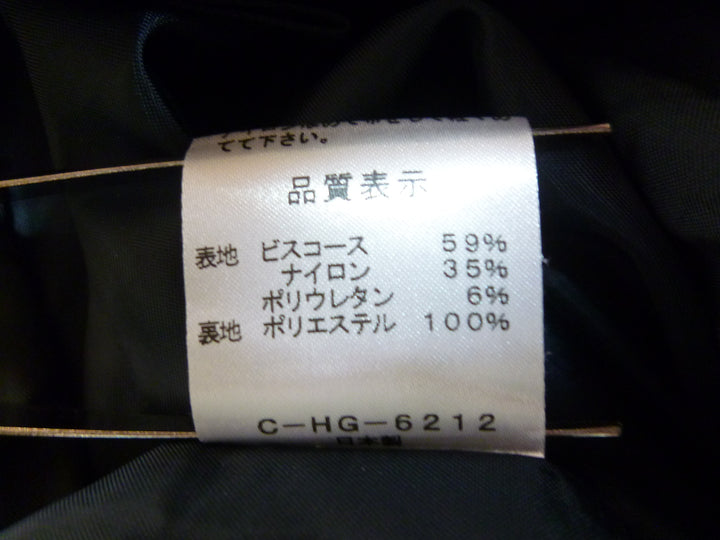 てて下さい。
品質表示
表地 ビスコース 59%
ナイロン 35%
ポリウレタン 6%
裏地 ポリエステル 100%
C-HG-6212
日本製